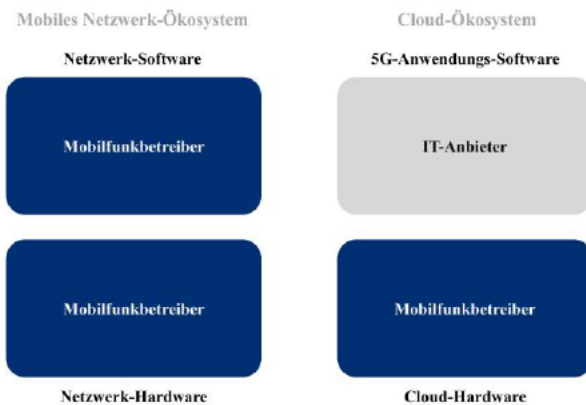 Mobiles Netzwerk-Ökosystem
Cloud-Ökosystem
Netzwerk-Software
5G-Anwendungs-Software
Mobilfunkbetreiber
IT-Anbieter
Mobilfunkbetreiber
Mobilfunkbetreiber
Netzwerk-Hardware
Cloud-Hardware